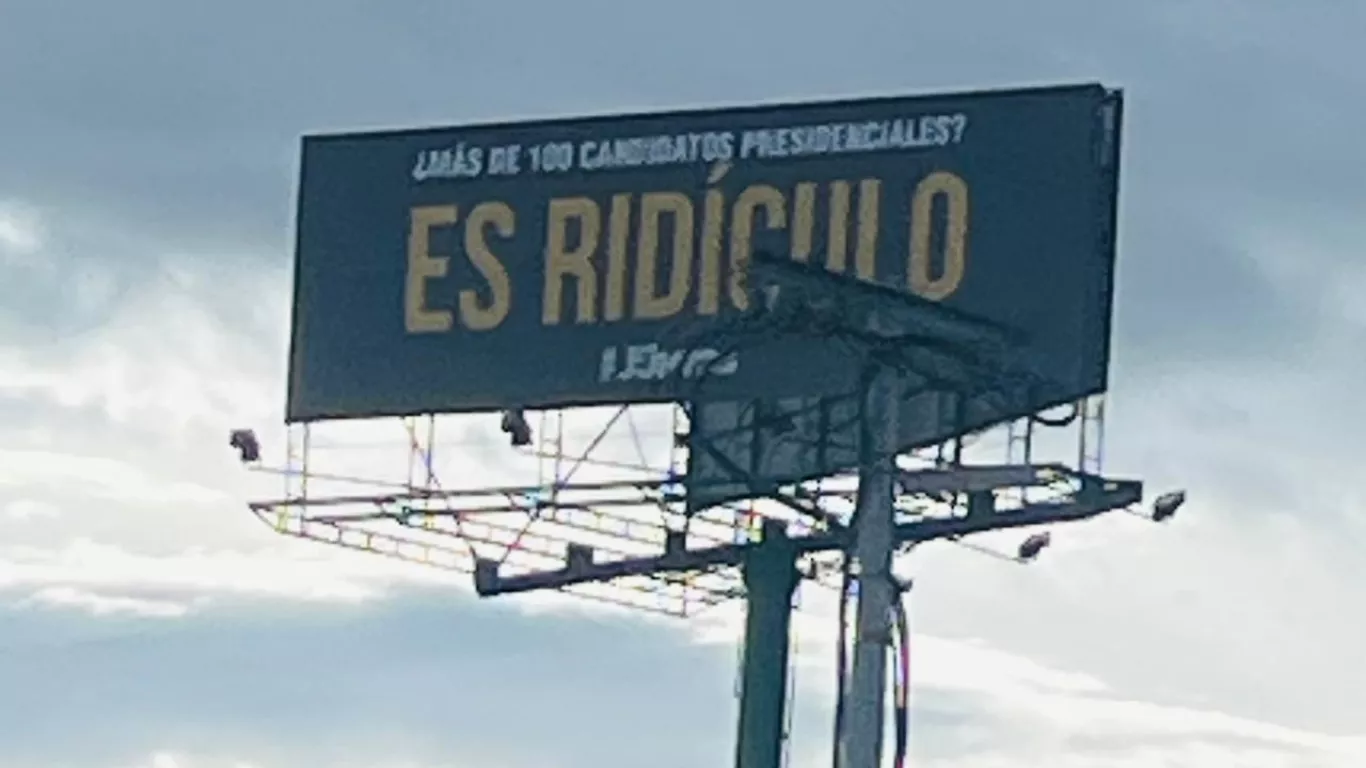 ¿MÁS DE 100 CANDIDATOS PRESIDENCIALES?
ES RIDÍCULO